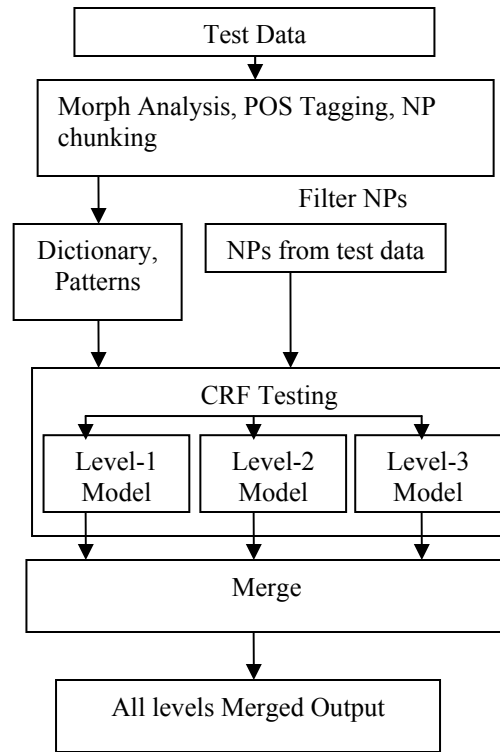 Test Data
Morph Analysis, POS Tagging, NP
chunking
Filter NPs
Dictionary,
Patterns
NPs from test data
CRF Testing
Level-1
Model
Level-2
Model
Level-3
Model
Merge
All levels Merged Output